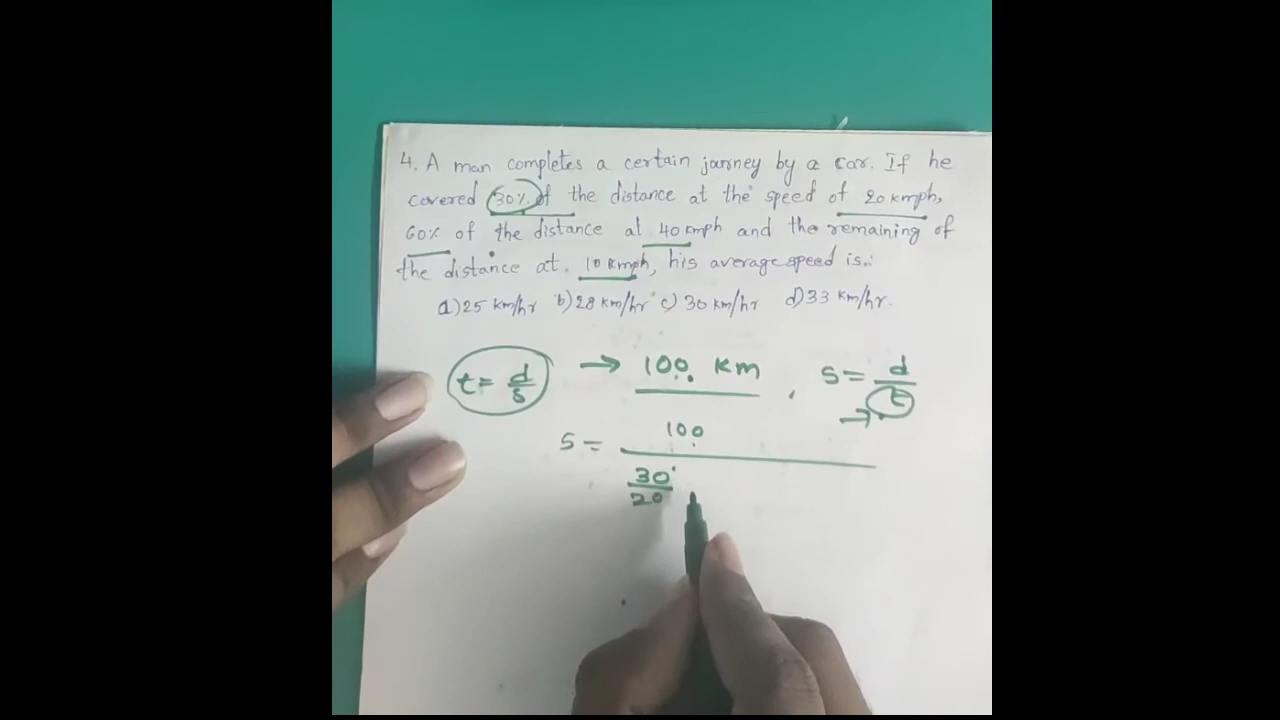 4. A man completes a certain jarney by a car. If he
covered 30% of the distance at the speed of 20 kmph,
60% of the distance at 40 kmph and the remaining of
the distance at 10 kmph, his average speed is..
a) 25 km/hr b) 28 km/hr c) 30 km/hr d) 33 km/hr.
t = d/s → 100 km s = d/t
s = 100
30
20